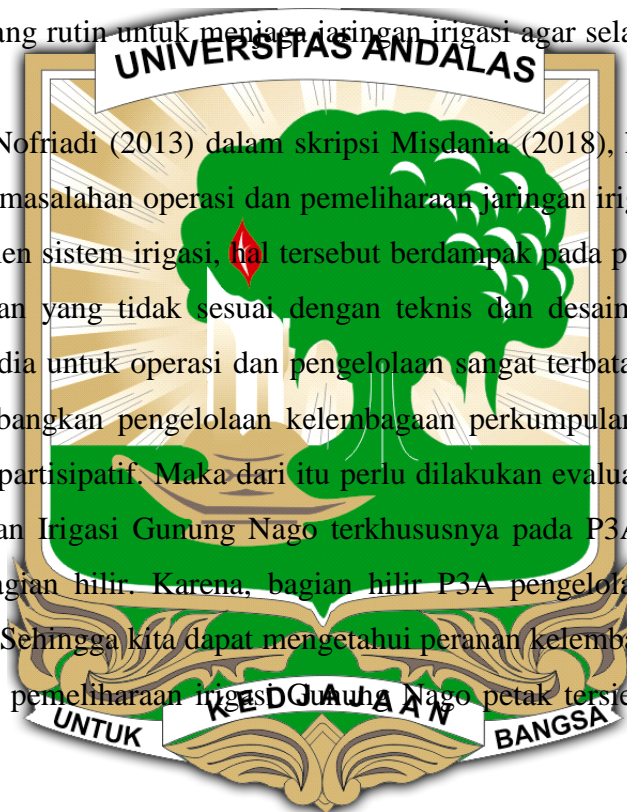 ang rutin untuk menjaga jaringan irigasi agar sela
UNIVERSITAS ANDALAS
Nofriadi (2013) dalam skripsi Misdania (2018),
masalahan operasi dan pemeliharaan jaringan irig
en sistem irigasi, hal tersebut berdampak pada p
an yang tidak sesuai dengan teknis dan desain
dia untuk operasi dan pengelolaan sangat terbata
bangkan pengelolaan kelembagaan perkumpulan
partisipatif. Maka dari itu perlu dilakukan evalua
an Irigasi Gunung Nago terkhususnya pada P3A
agian hilir. Karena, bagian hilir P3A pengelola
Sehingga kita dapat mengetahui peranan kelemba
pemeliharaan irigasi Gunung Nago petak tersie
UNTUK KEDJAJAAN BANGSA